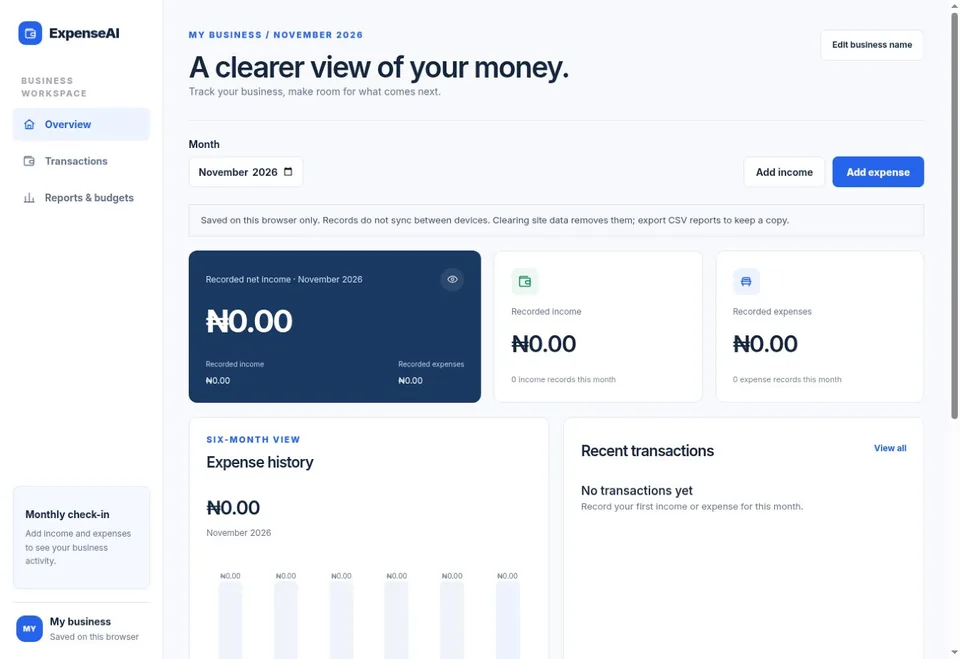 ExpenseAI
BUSINESS
WORKSPACE
Overview
Transactions
Reports & budgets
Monthly check-in
Add income and expenses
to see your business
activity.
MY
My business
Saved on this browser
MY BUSINESS / NOVEMBER 2026
A clearer view of your money.
Track your business, make room for what comes next.
Edit business name
Month
November 2026
Add income
Add expense
Saved on this browser only. Records do not sync between devices. Clearing site data removes them; export CSV reports to keep a copy.
Recorded net income · November 2026
₦0.00
Recorded income
₦0.00
Recorded expenses
₦0.00
Recorded income
₦0.00
0 income records this month
Recorded expenses
₦0.00
0 expense records this month
SIX-MONTH VIEW
Expense history
₦0.00
November 2026
₦0.00 ₦0.00 ₦0.00 ₦0.00 ₦0.00 ₦0.00
Recent transactions
View all
No transactions yet
Record your first income or expense for this month.